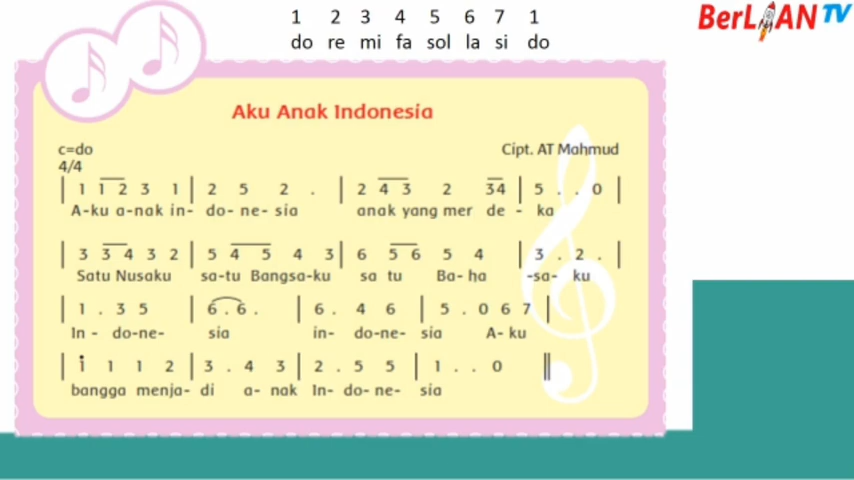 1 2 3 4 5 6 7 1
do re mi fa sol la si do
BerLIAN TV
Aku Anak Indonesia
c=do
Cipt. AT Mahmud
4/4
| 1 1 2 3 1 | 2 5 2 . | 2 4 3 2 34 | 5 . . 0 |
A-ku a-nak in- do- ne- sia anak yang mer de - ka
| 3 3 4 3 2 | 5 4 5 4 3 | 6 5 6 5 4 | 3 . 2 . |
Satu Nusaku sa-tu Bangsa-ku sa tu Ba- ha -sa- ku
| 1 . 3 5 | 6 . 6 . | 6 . 4 6 | 5 . 0 6 7 |
In - do-ne- sia in- do-ne- sia A- ku
| i 1 1 2 | 3 . 4 3 | 2 . 5 5 | 1 . . 0 ||
bangga menja- di a- nak In- do- ne- sia